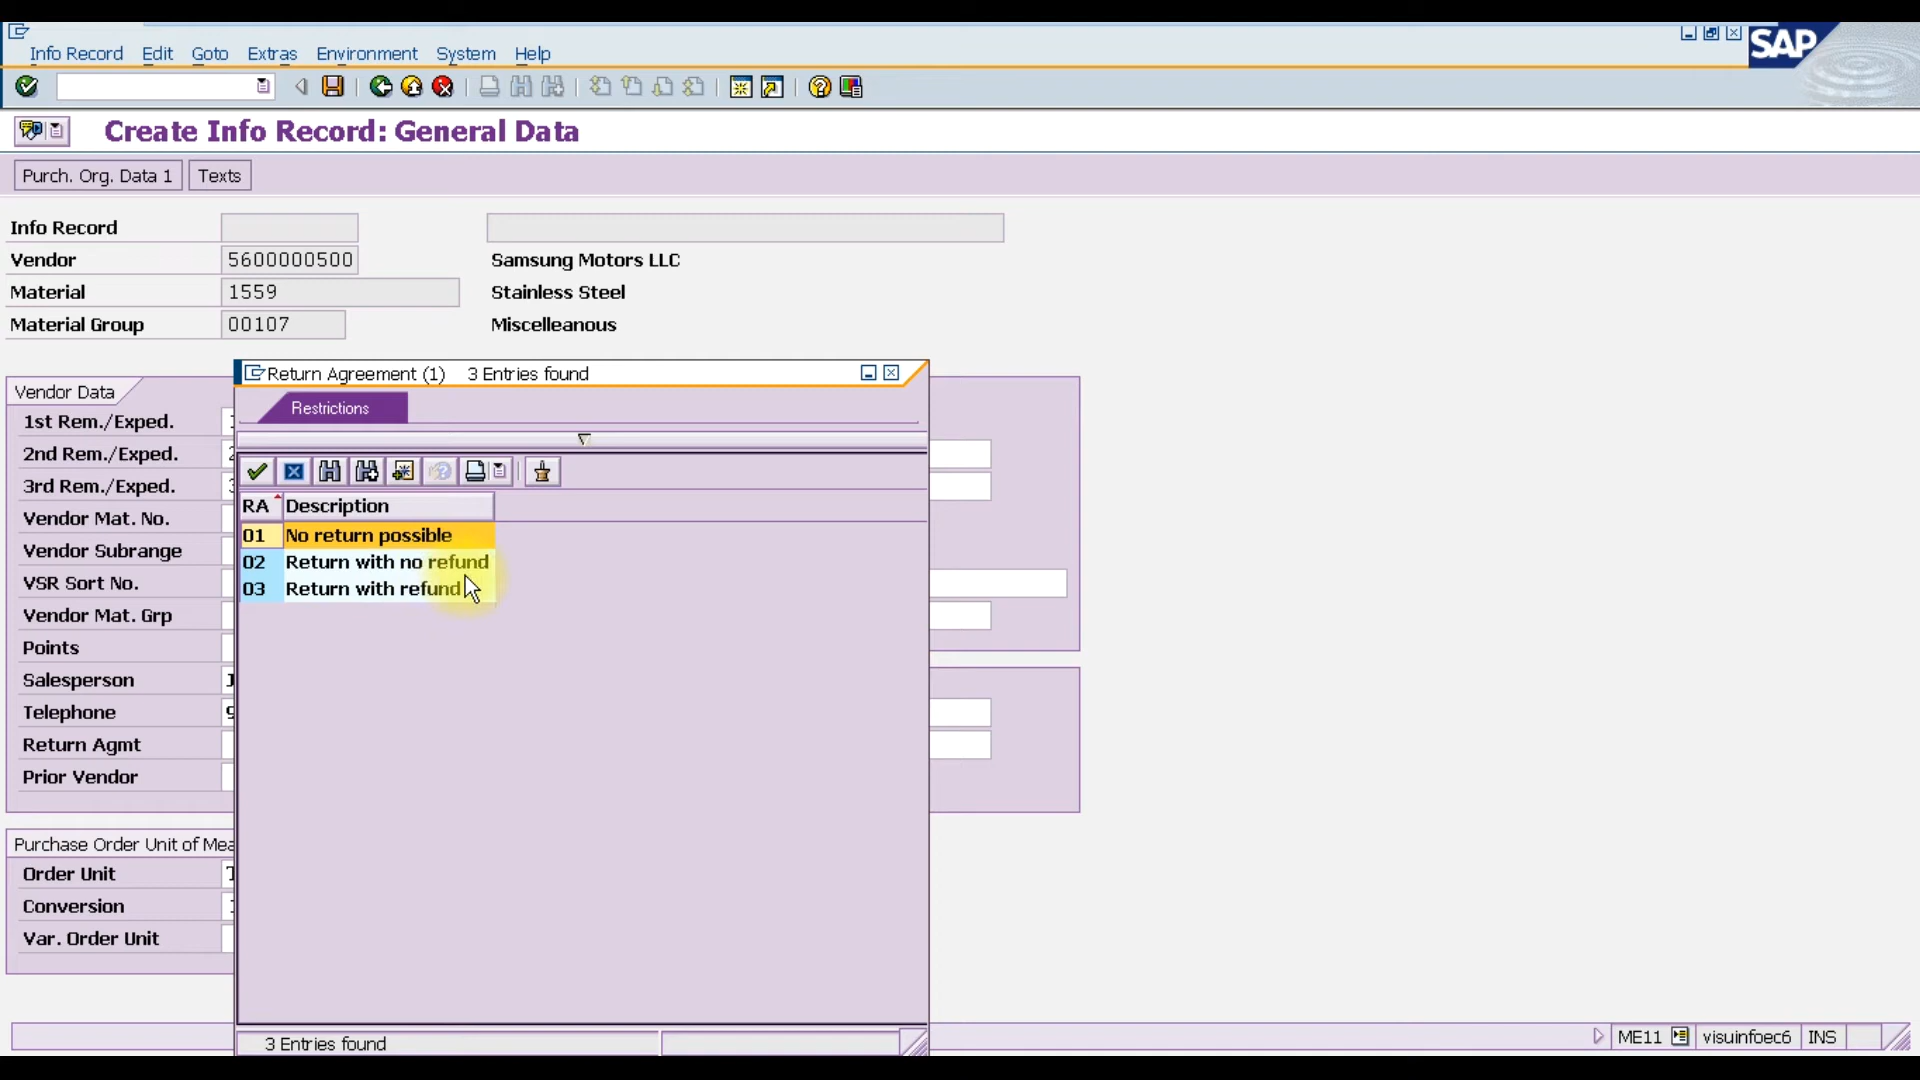 Info Record Edit Goto Extras Environment System Help
SAP
Create Info Record: General Data
Purch. Org. Data 1 Texts
Info Record
Vendor 5600000500 Samsung Motors LLC
Material 1559 Stainless Steel
Material Group 00107 Miscelleanous
Vendor Data
1st Rem./Exped.
2nd Rem./Exped.
3rd Rem./Exped.
Vendor Mat. No.
Vendor Subrange
VSR Sort No.
Vendor Mat. Grp
Points
Salesperson
Telephone
Return Agmt
Prior Vendor
Purchase Order Unit of Mea
Order Unit
Conversion
Var. Order Unit
Return Agreement (1) 3 Entries found
Restrictions
RA Description
01 No return possible
02 Return with no refund
03 Return with refund
3 Entries found
ME11 visuinfoec6 INS